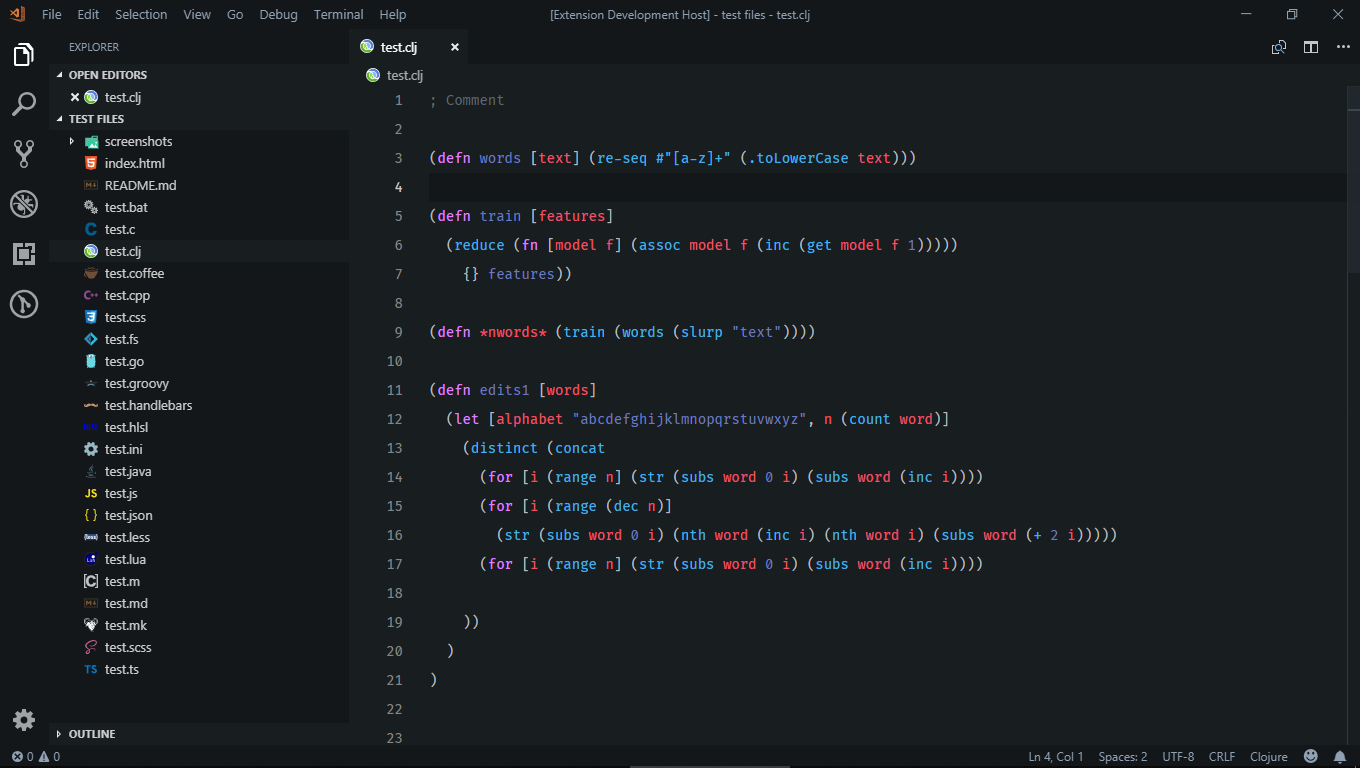 File Edit Selection View Go Debug Terminal Help [Extension Development Host] - test files - test.clj
EXPLORER
OPEN EDITORS
test.clj
TEST FILES
screenshots
index.html
README.md
test.bat
test.c
test.clj
test.coffee
test.cpp
test.css
test.fs
test.go
test.groovy
test.handlebars
test.hlsl
test.ini
test.java
test.js
test.json
test.less
test.lua
test.m
test.md
test.mk
test.scss
test.ts
OUTLINE
test.clj
test.clj
1 ; Comment
2
3 (defn words [text] (re-seq #"[a-z]+" (.toLowerCase text)))
4
5 (defn train [features]
6 (reduce (fn [model f] (assoc model f (inc (get model f 1)))))
7 {} features))
8
9 (defn *nwords* (train (words (slurp "text"))))
10
11 (defn edits1 [words]
12 (let [alphabet "abcdefghijklmnopqrstuvwxyz", n (count word)]
13 (distinct (concat
14 (for [i (range n] (str (subs word 0 i) (subs word (inc i))))
15 (for [i (range (dec n)]
16 (str (subs word 0 i) (nth word (inc i) (nth word i) (subs word (+ 2 i)))))
17 (for [i (range n] (str (subs word 0 i) (subs word (inc i))))
18
19 ))
20 )
21 )
22
23
0 0 Ln 4, Col 1 Spaces: 2 UTF-8 CRLF Clojure